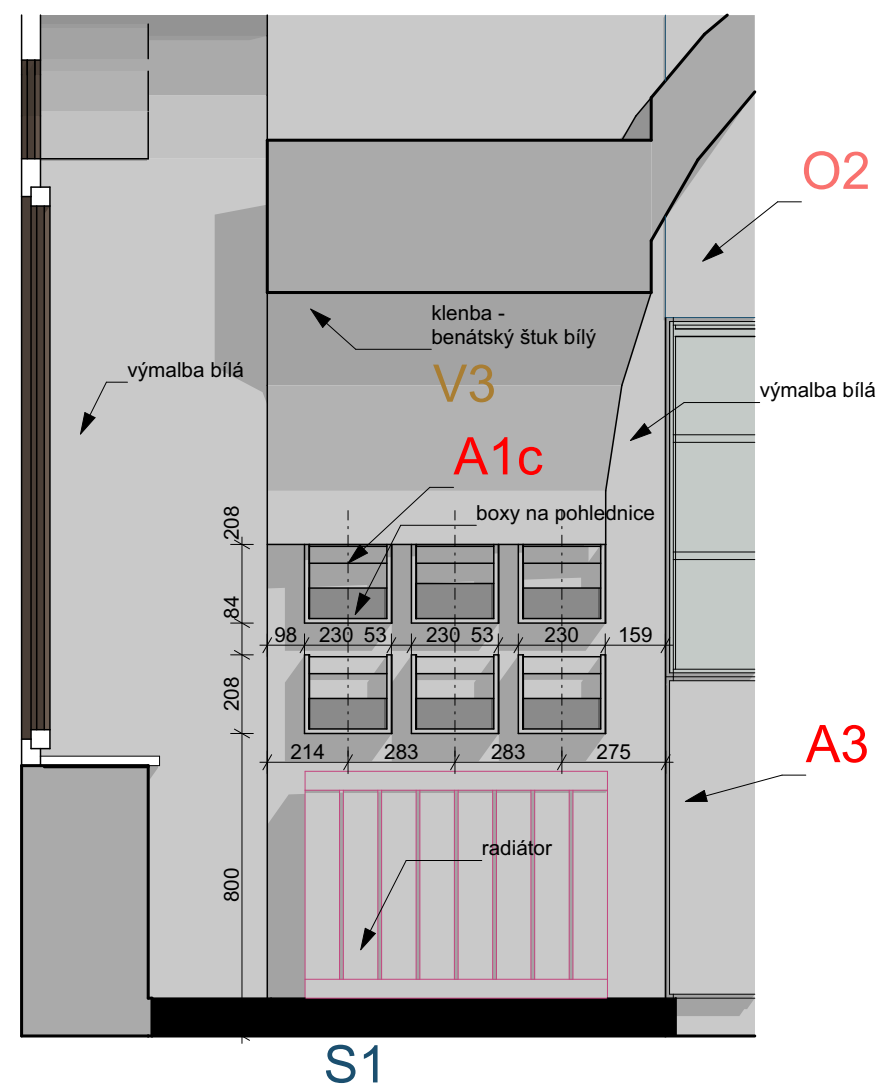 O2
klenba -
benátský štuk bílý
výmalba bílá
V3
výmalba bílá
A1c
boxy na pohlednice
208
84
98 230 53 230 53 230 159
208
214 283 283 275
A3
radiátor
800
S1